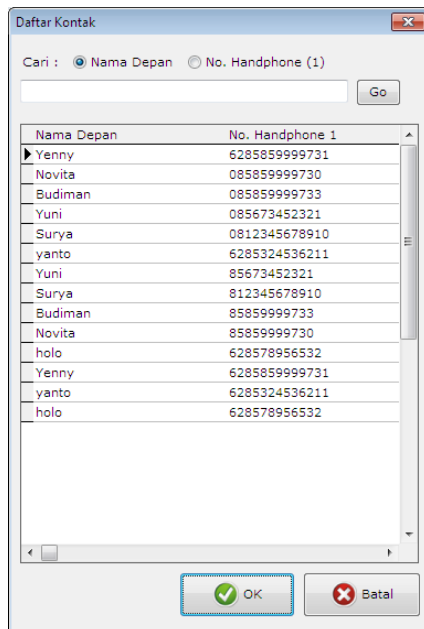 Daftar Kontak
Cari : Nama Depan No. Handphone (1)
Go
Nama Depan No. Handphone 1
Yenny 6285859999731
Novita 085859999730
Budiman 085859999733
Yuni 085673452321
Surya 0812345678910
yanto 6285324536211
Yuni 85673452321
Surya 812345678910
Budiman 85859999733
Novita 85859999730
holo 628578956532
Yenny 6285859999731
yanto 6285324536211
holo 628578956532
OK Batal